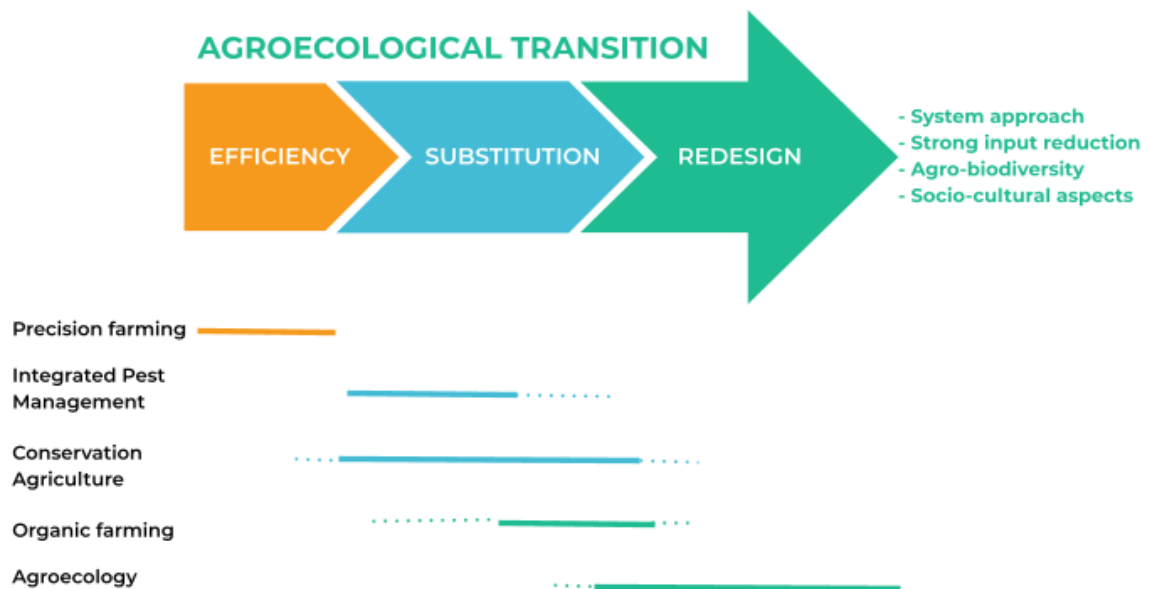 AGROECOLOGICAL TRANSITION
EFFICIENCY
SUBSTITUTION
REDESIGN
- System approach
- Strong input reduction
- Agro-biodiversity
- Socio-cultural aspects
Precision farming
Integrated Pest
Management
Conservation
Agriculture
Organic farming
Agroecology